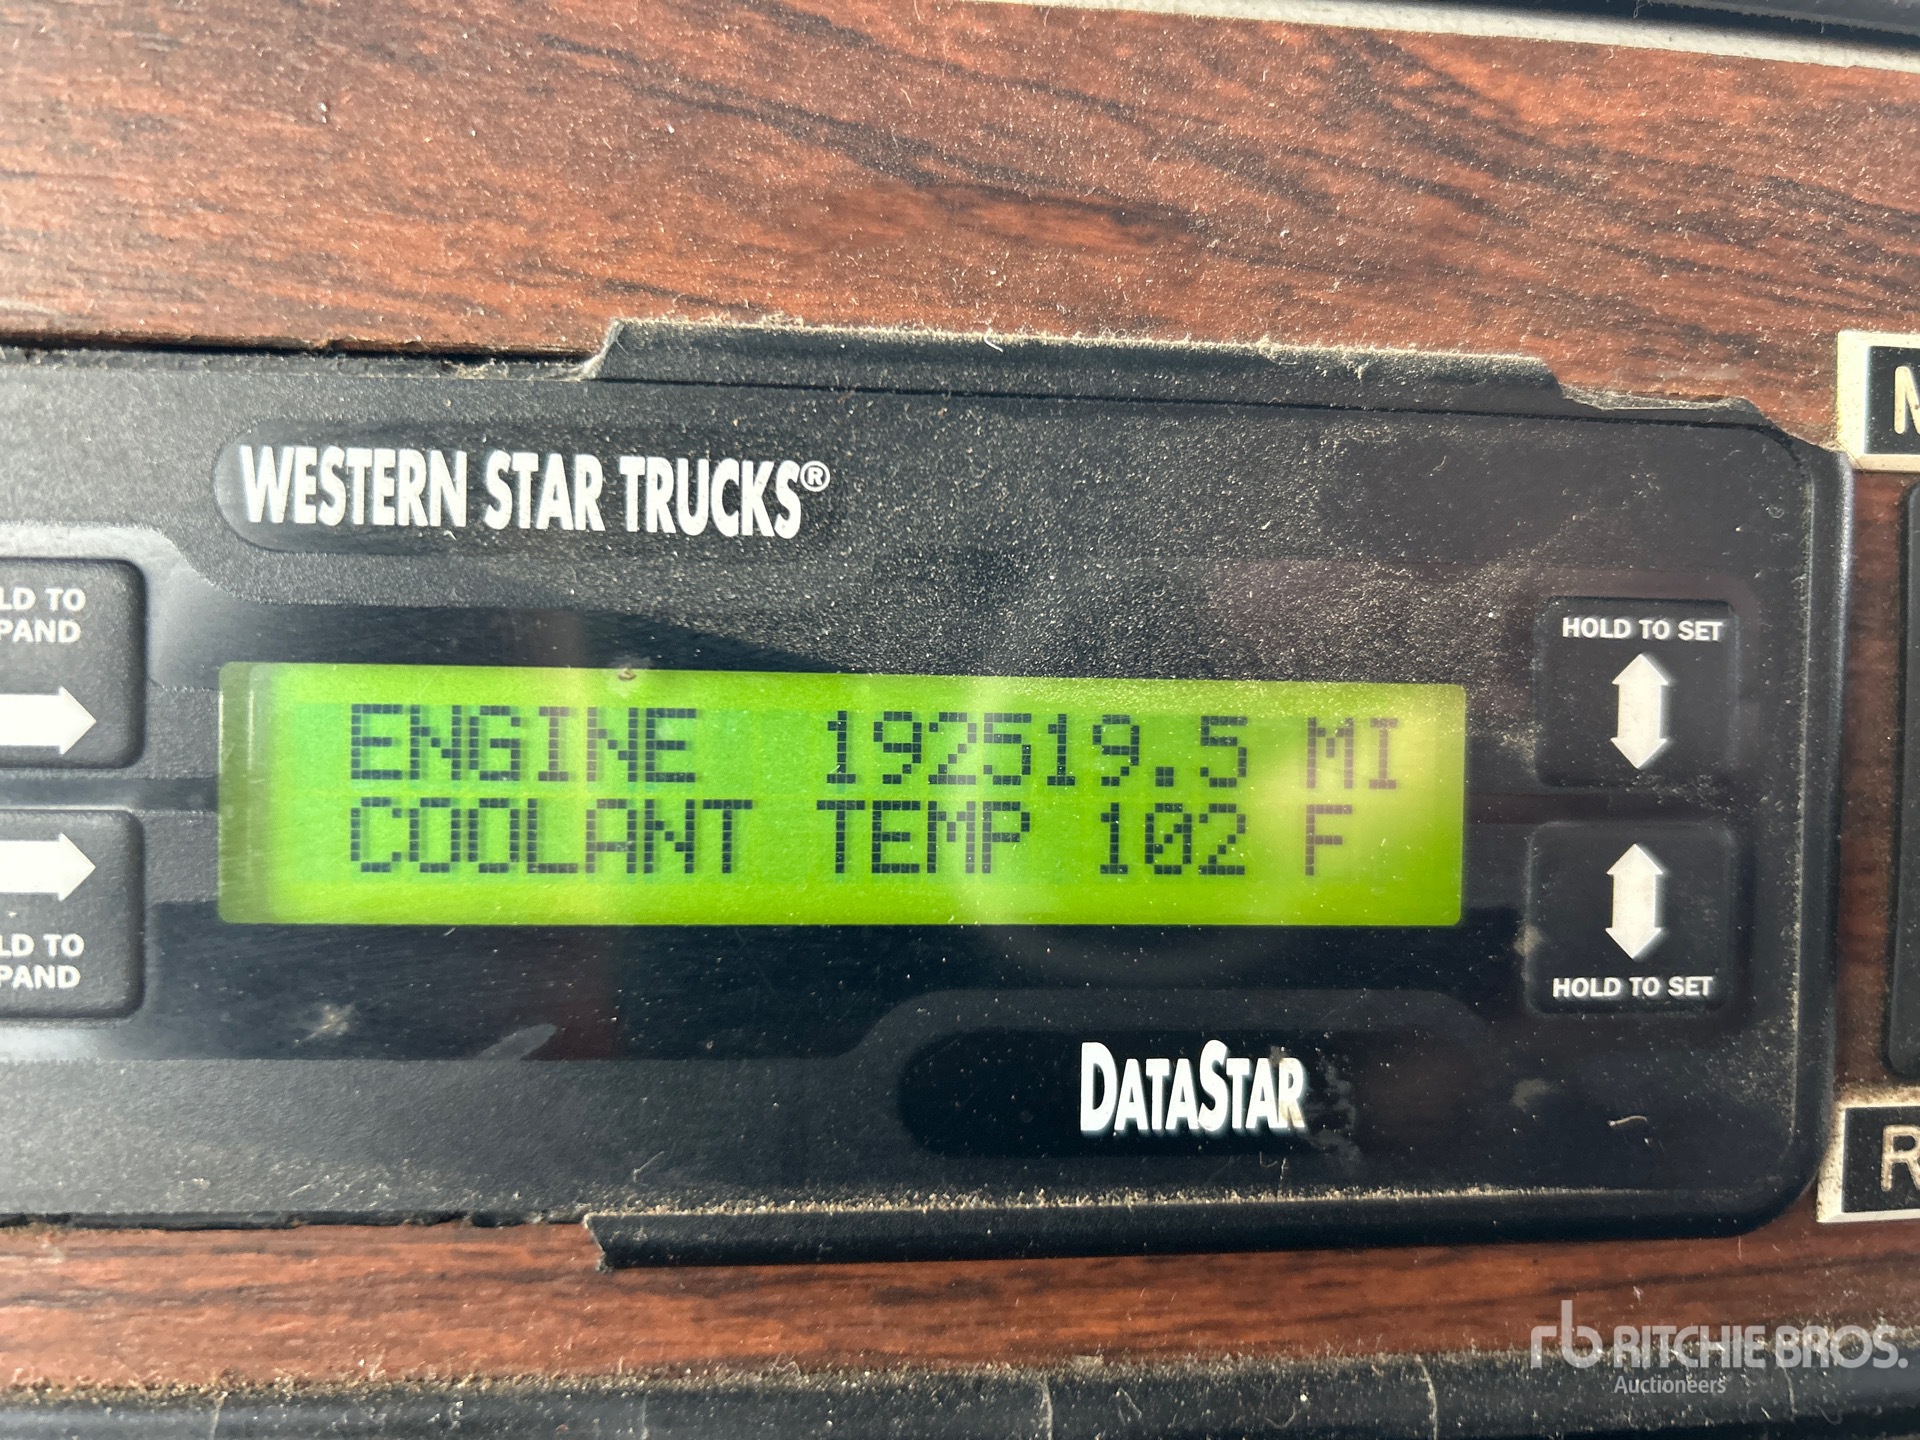 WESTERN STAR TRUCKS®
LD TO
PAND
HOLD TO SET
ENGINE 192519.5 MI
COOLANT TEMP 102 F
LD TO
PAND
HOLD TO SET
DATASTAR
M
R
rb RITCHIE BROS.
Auctioneers